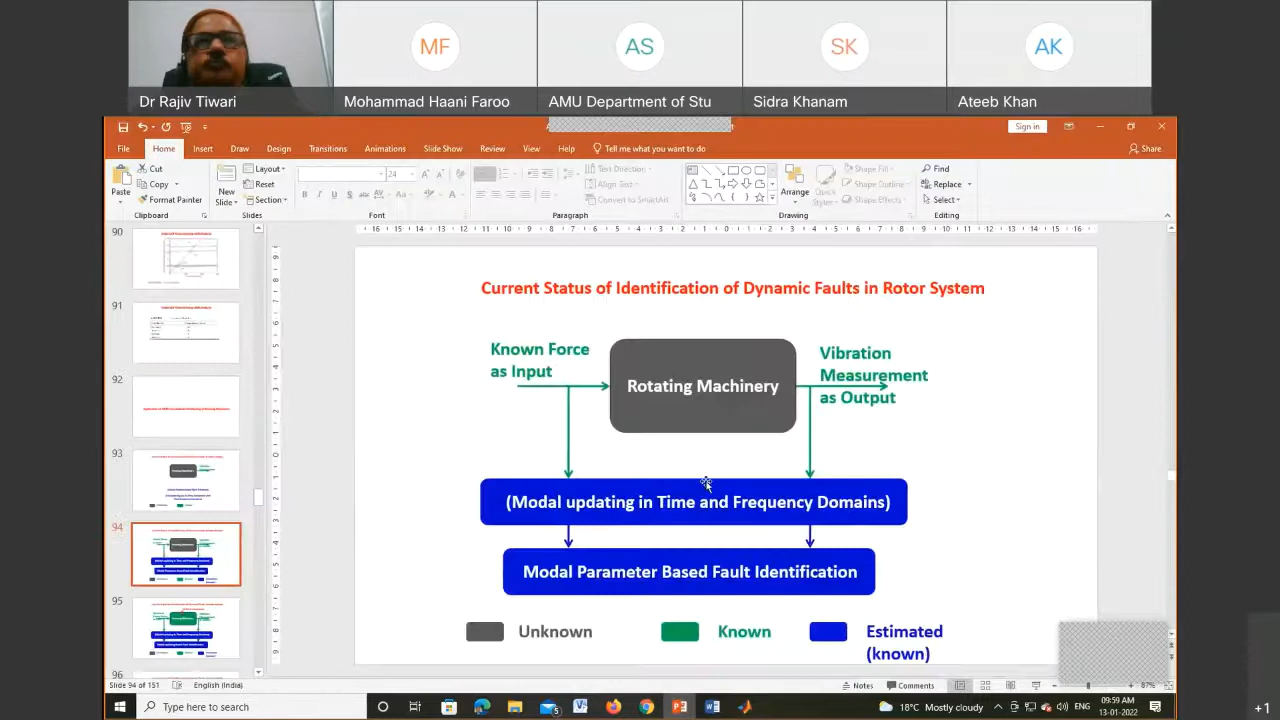 MF
AS
SK
AK
Dr Rajiv Tiwari
Mohammad Haani Faroo
AMU Department of Stu
Sidra Khanam
Ateeb Khan
Sign in
File
Home
Insert
Draw
Design
Transitions
Animations
Slide Show
Review
View
Help
Tell me what you want to do
Share
Paste
Cut
Copy
Format Painter
Clipboard
New Slide
Layout
Reset
Section
Slides
24
Font
Paragraph
Text Direction
Align Text
Convert to SmartArt
Arrange
Quick Styles
Shape Fill
Shape Outline
Shape Effects
Drawing
Find
Replace
Select
Editing
90
91
92
93
94
95
96
Current Status of Identification of Dynamic Faults in Rotor System
Known Force
as Input
Rotating Machinery
Vibration
Measurement
as Output
(Modal updating in Time and Frequency Domains)
Modal Parameter Based Fault Identification
Unknown
Known
Estimated
(known)
Slide 94 of 151
English (India)
Notes
Comments
87%
Type here to search
18°C Mostly cloudy
ENG
09:59 AM
13-01-2022
+1